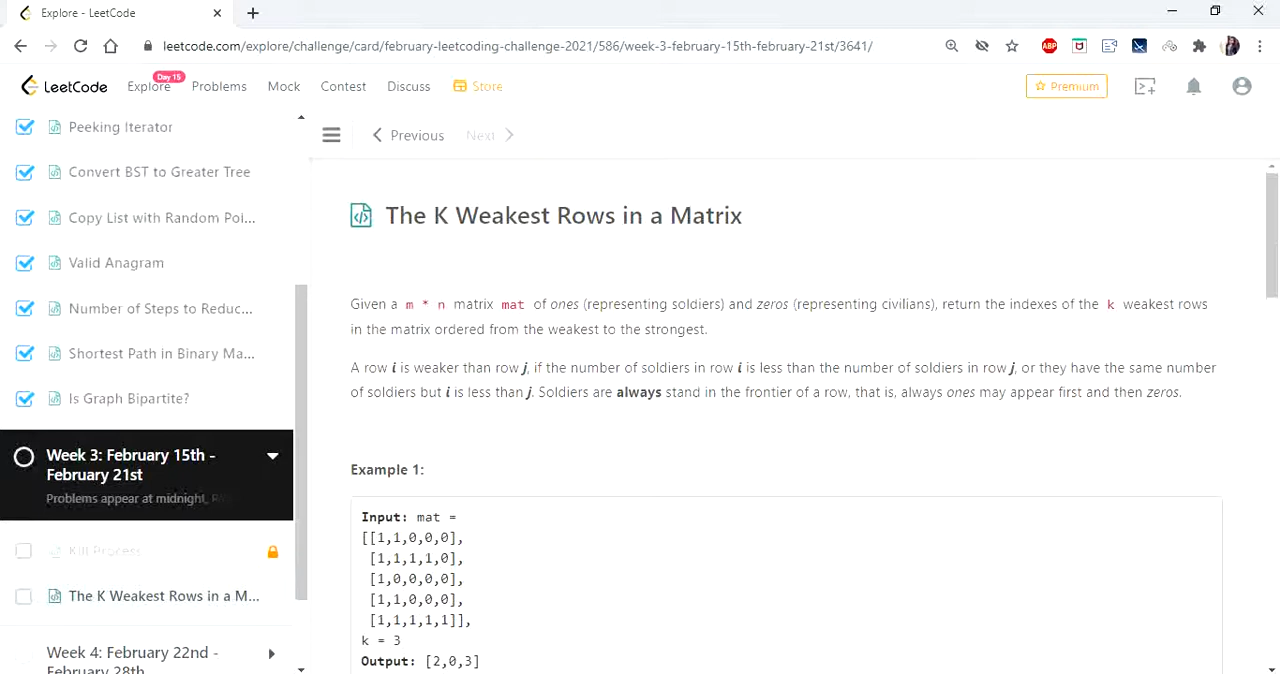 Explore - LeetCode
leetcode.com/explore/challenge/card/february-leetcoding-challenge-2021/586/week-3-february-15th-february-21st/3641/
ABP
LeetCode Explore Day 15 Problems Mock Contest Discuss Store Premium
Peeking Iterator
Convert BST to Greater Tree
Copy List with Random Poi...
Valid Anagram
Number of Steps to Reduc...
Shortest Path in Binary Ma...
Is Graph Bipartite?
Week 3: February 15th -
February 21st
Problems appear at midnight,
Kill Process
The K Weakest Rows in a M...
Week 4: February 22nd -
February 28th
Previous Next
The K Weakest Rows in a Matrix
Given a m * n matrix mat of ones (representing soldiers) and zeros (representing civilians), return the indexes of the k weakest rows
in the matrix ordered from the weakest to the strongest.
A row i is weaker than row j, if the number of soldiers in row i is less than the number of soldiers in row j, or they have the same number
of soldiers but i is less than j. Soldiers are always stand in the frontier of a row, that is, always ones may appear first and then zeros.
Example 1:
Input: mat =
[[1,1,0,0,0],
[1,1,1,1,0],
[1,0,0,0,0],
[1,1,0,0,0],
[1,1,1,1,1]],
k = 3
Output: [2,0,3]